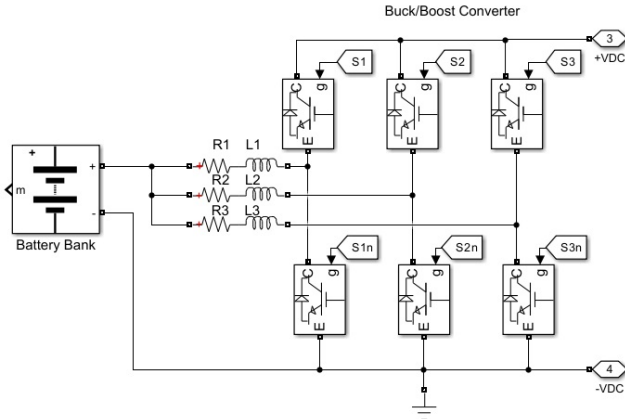 Buck/Boost Converter
3
+VDC
S1
S2
S3
C
g
E
C
g
E
C
g
E
+
+
-
m
Battery Bank
R1
L1
+
R2
L2
+
R3
L3
+
S1n
S2n
S3n
C
g
E
C
g
E
C
g
E
4
-VDC